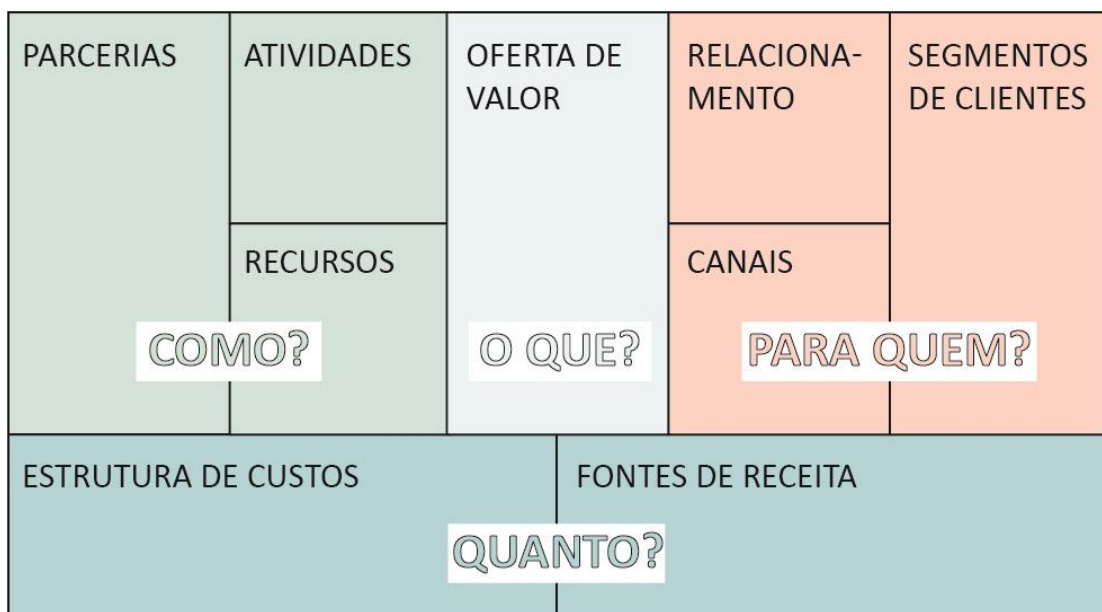 PARCERIAS
ATIVIDADES
OFERTA DE
VALOR
RELACIONA-
MENTO
SEGMENTOS
DE CLIENTES
RECURSOS
CANAIS
COMO?
O QUE?
PARA QUEM?
ESTRUTURA DE CUSTOS
FONTES DE RECEITA
QUANTO?